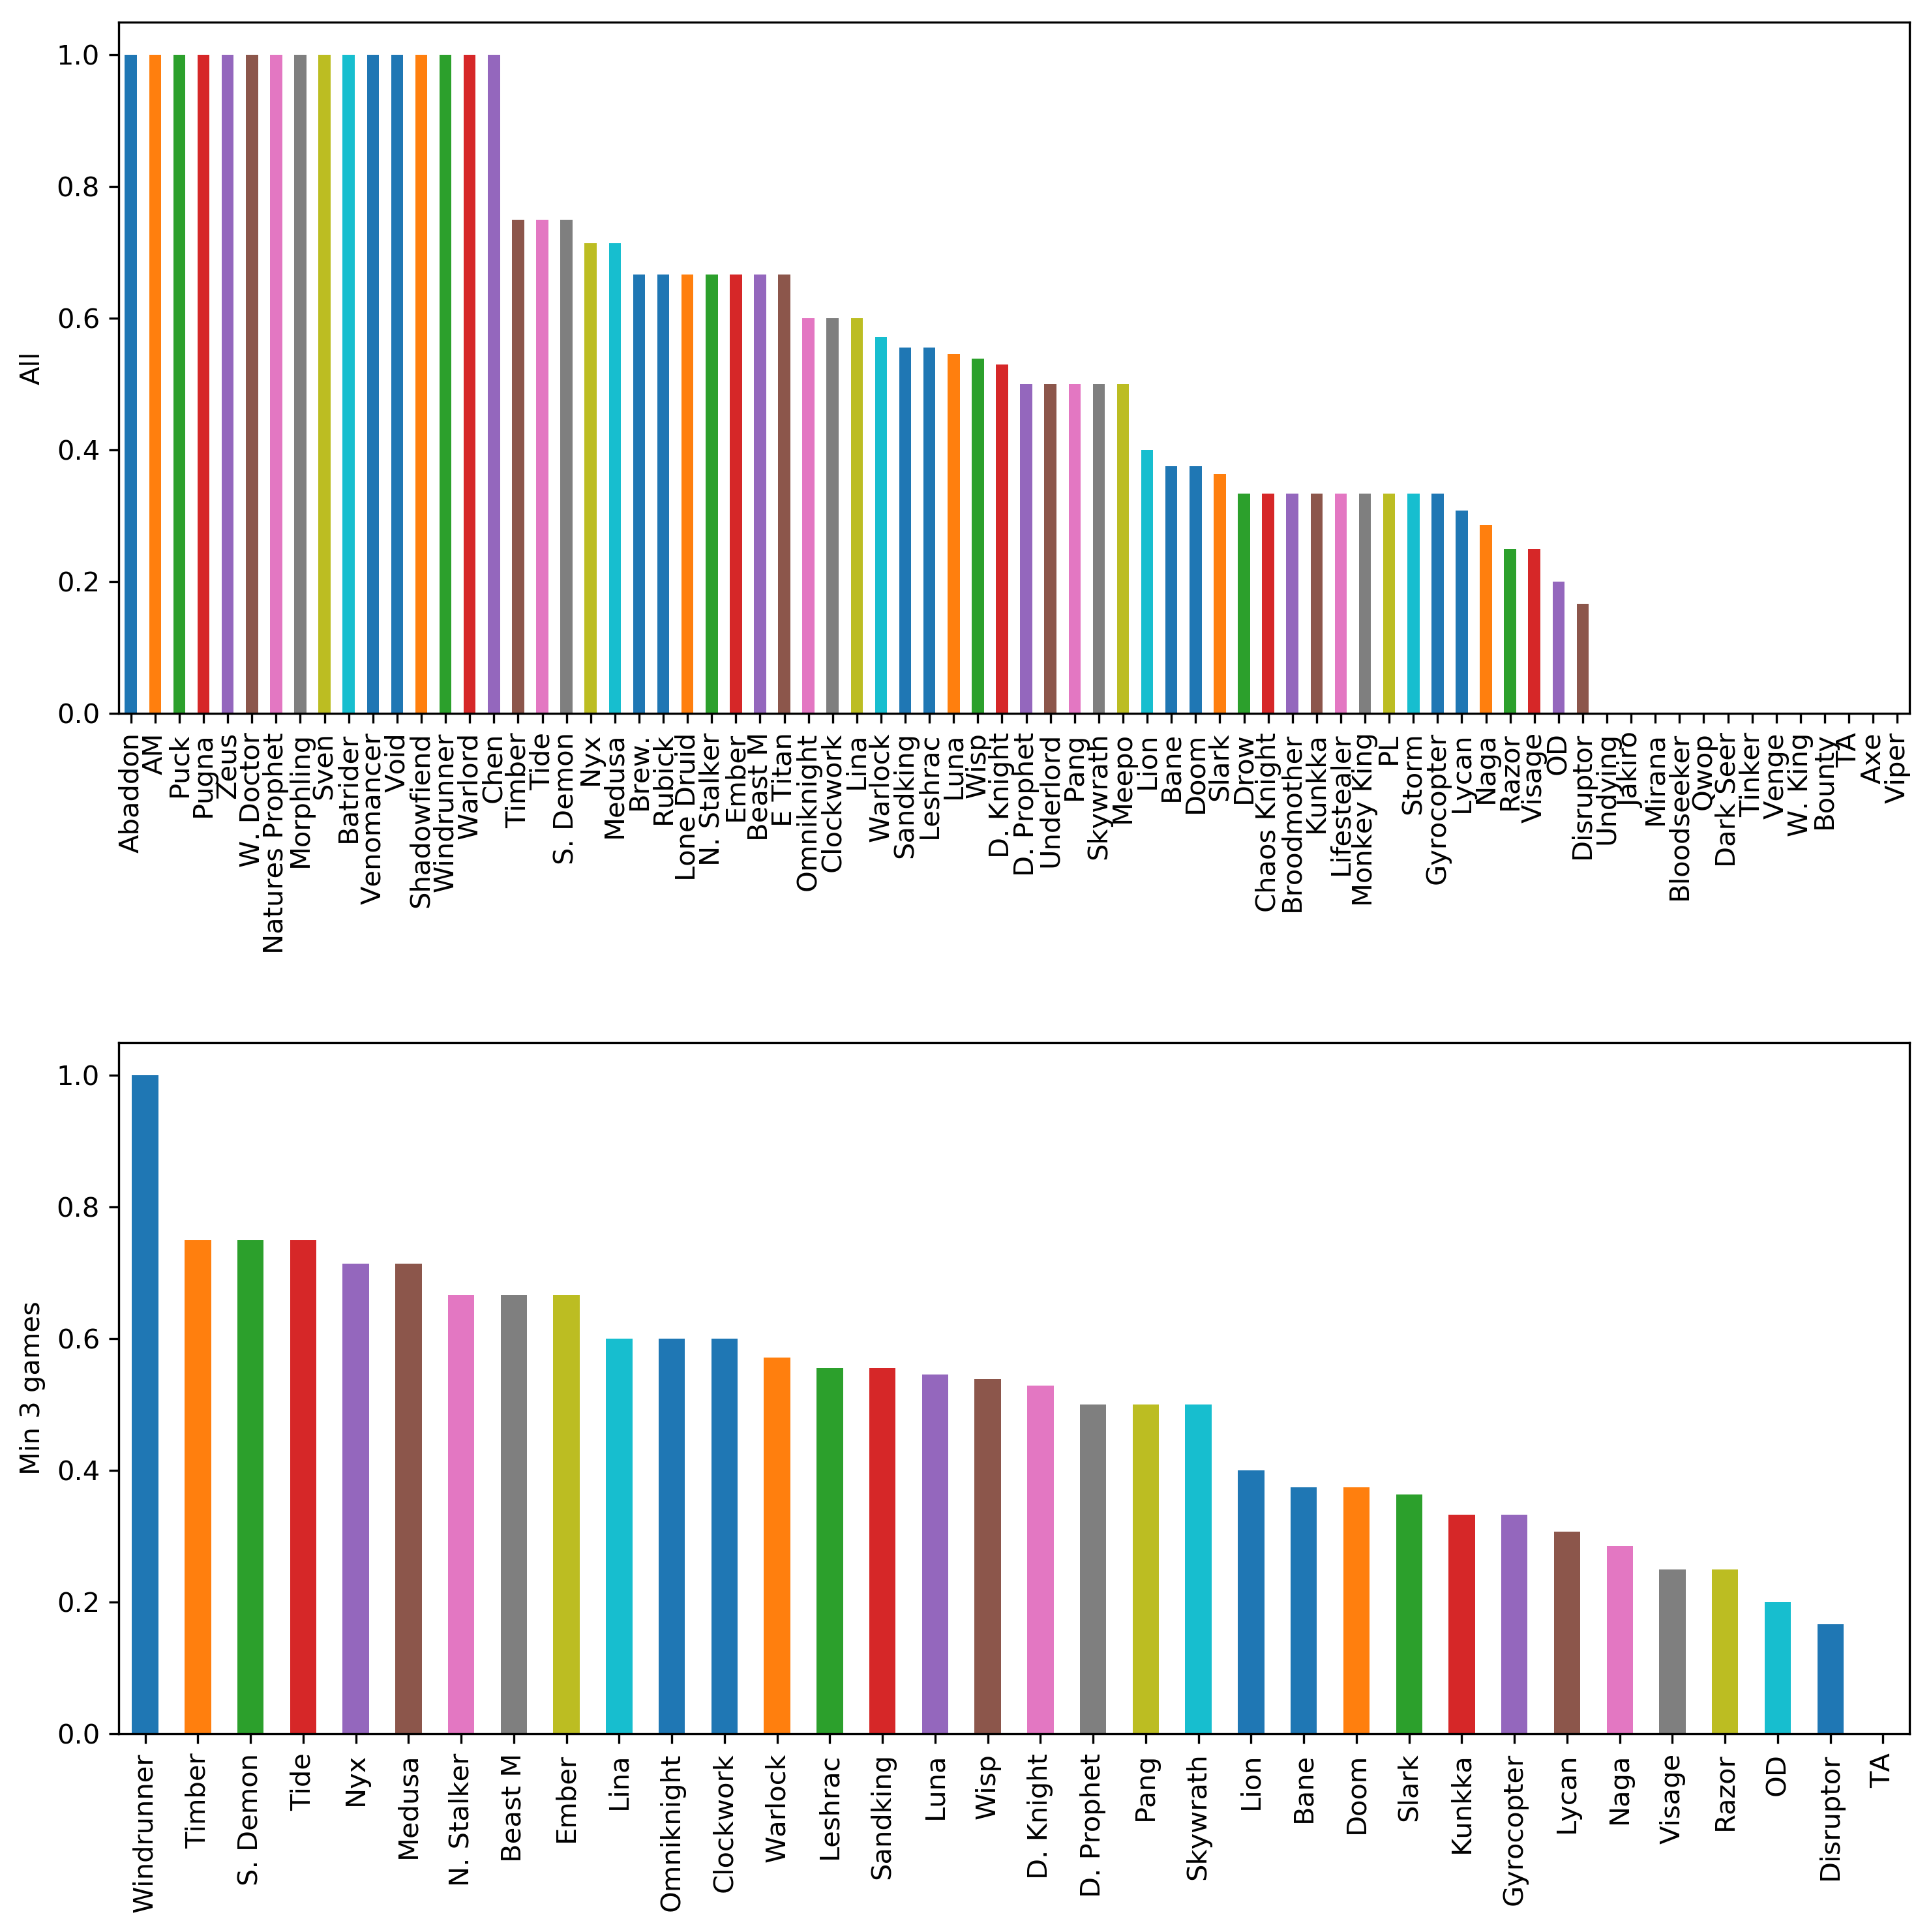 All
1.0
0.8
0.6
0.4
0.2
0.0
Abaddon
AM
Puck
Pugna
Zeus
W. Doctor
Natures Prophet
Morphling
Sven
Batrider
Venomancer
Void
Shadowfiend
Windrunner
Warlord
Chen
Timber
Tide
S. Demon
Nyx
Medusa
Brew.
Rubick
Lone Druid
N. Stalker
Ember
Beast M
E Titan
Omniknight
Clockwork
Lina
Warlock
Sandking
Leshrac
Luna
Wisp
D. Knight
D. Prophet
Underlord
Pang
Skywrath
Meepo
Lion
Bane
Doom
Slark
Drow
Chaos Knight
Broodmother
Kunkka
Lifestealer
Monkey King
PL
Storm
Gyrocopter
Lycan
Naga
Razor
Visage
OD
Disruptor
Undying
Jakiro
Mirana
Bloodseeker
Qwop
Dark Seer
Tinker
Venge
W. King
Bounty
TA
Axe
Viper
Min 3 games
1.0
0.8
0.6
0.4
0.2
0.0
Windrunner
Timber
S. Demon
Tide
Nyx
Medusa
N. Stalker
Beast M
Ember
Lina
Omniknight
Clockwork
Warlock
Leshrac
Sandking
Luna
Wisp
D. Knight
D. Prophet
Pang
Skywrath
Lion
Bane
Doom
Slark
Kunkka
Gyrocopter
Lycan
Naga
Visage
Razor
OD
Disruptor
TA